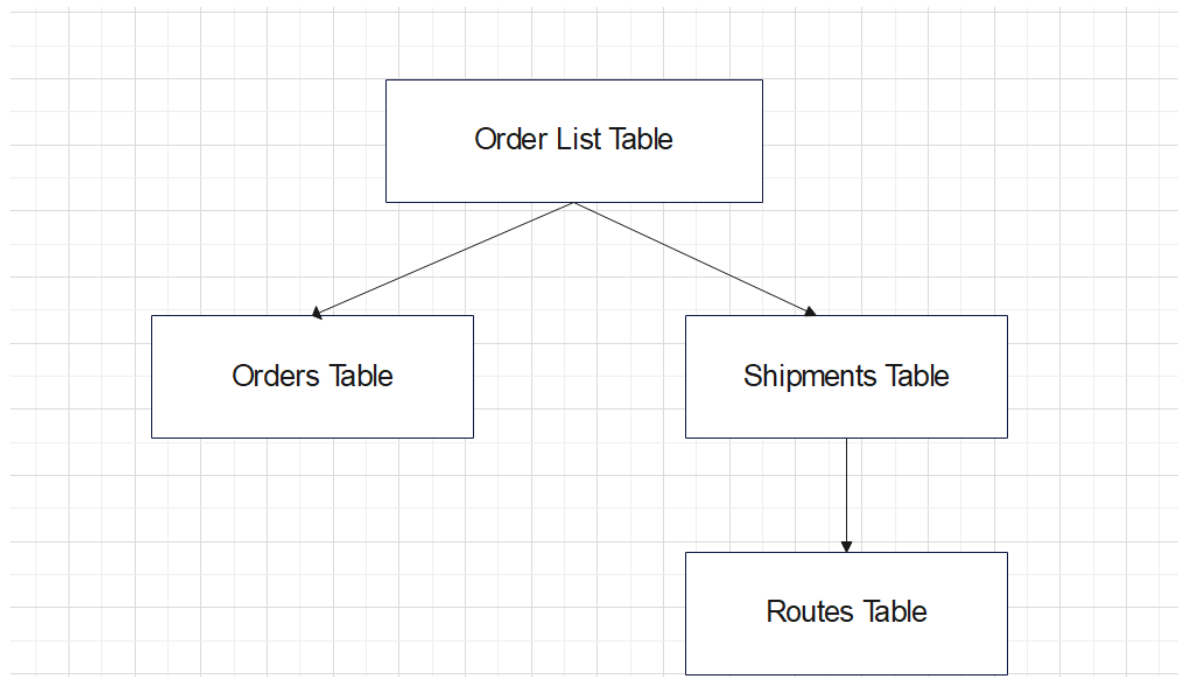 Order List Table
Orders Table
Shipments Table
Routes Table